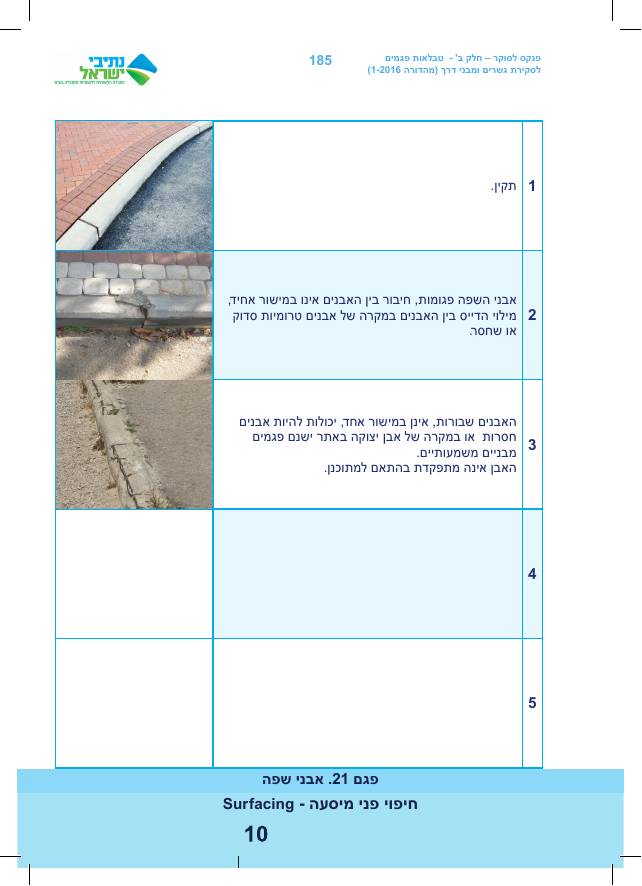 פנקס לסוקר – חלק ב' - טבלאות פגמים
לסקירת גשרים ומבני דרך (מהדורה 1-2016)
185
נתיבי
ישראל
1
תקין.
2
אבני השפה פגומות, חיבור בין האבנים אינו במישור אחיד,
מילוי הדייס בין האבנים במקרה של אבנים טרומיות סדוק
או שחסר.
3
האבנים שבורות, אינן במישור אחד, יכולות להיות אבנים
חסרות או במקרה של אבן יצוקה באתר ישנם פגמים
מבניים משמעותיים.
האבן אינה מתפקדת בהתאם למתוכנן.
4
5
פגם 21. אבני שפה
חיפוי פני מיסעה - Surfacing
10